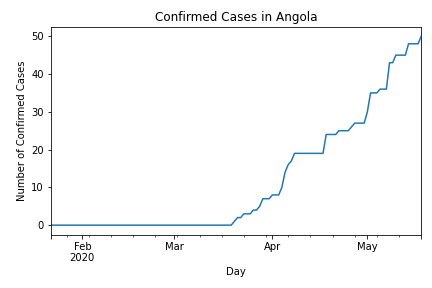 Confirmed Cases in Angola
50
40
30
20
10
0
Number of Confirmed Cases
Feb Mar Apr May
2020
Day